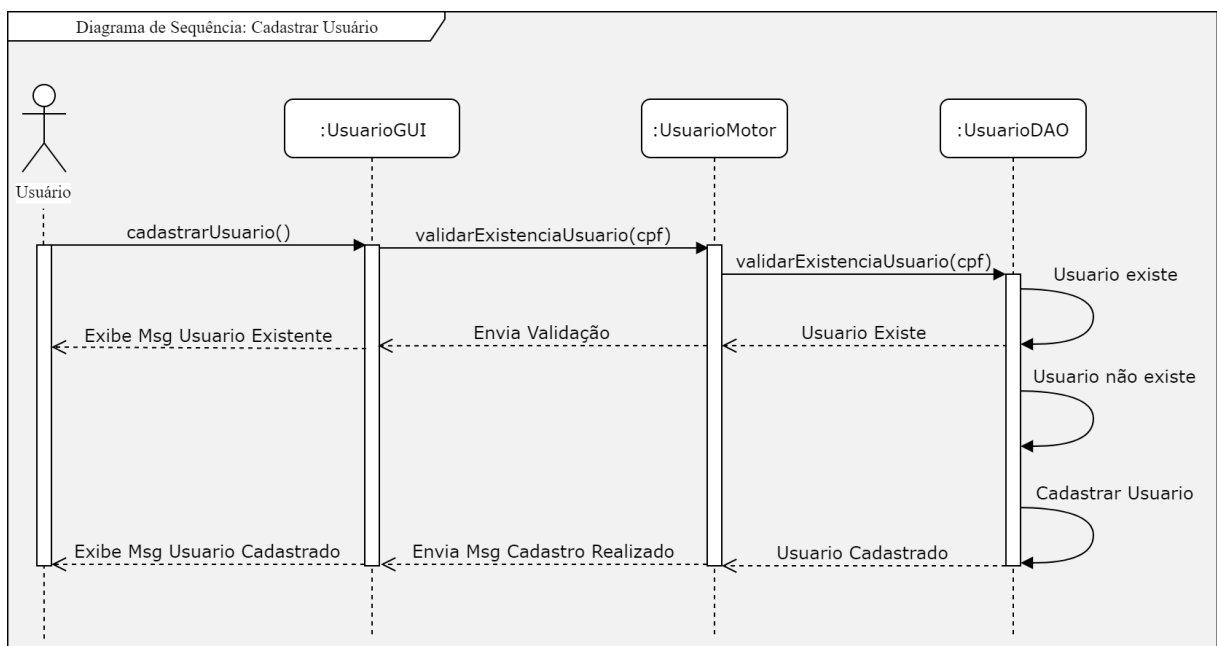 Diagrama de Sequência: Cadastrar Usuário
Usuário
:UsuarioGUI
:UsuarioMotor
:UsuarioDAO
cadastrarUsuario()
validarExistenciaUsuario(cpf)
validarExistenciaUsuario(cpf)
Usuario existe
Usuario Existe
Envia Validação
Exibe Msg Usuario Existente
Usuario não existe
Cadastrar Usuario
Usuario Cadastrado
Envia Msg Cadastro Realizado
Exibe Msg Usuario Cadastrado